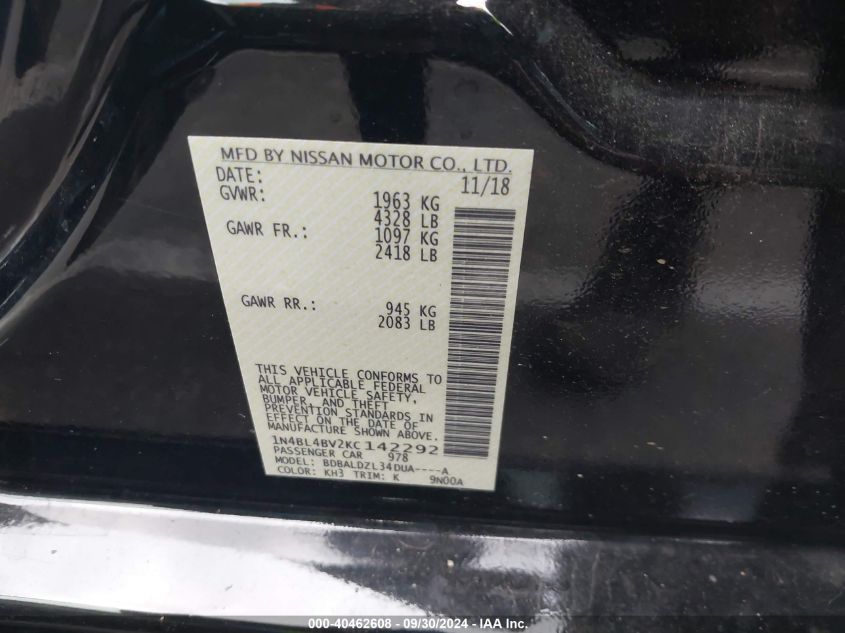 MFD BY NISSAN MOTOR CO., LTD.
DATE: 11/18
GVWR: 1963 KG
4328 LB
GAWR FR.: 1097 KG
2418 LB
GAWR RR.: 945 KG
2083 LB
THIS VEHICLE CONFORMS TO
ALL APPLICABLE FEDERAL
MOTOR VEHICLE SAFETY,
BUMPER, AND THEFT
PREVENTION STANDARDS IN
EFFECT ON THE DATE OF
MANUFACTURE SHOWN ABOVE.
1N4BL4BV2KC142292
PASSENGER CAR 978
MODEL: BDBALDZL34DUA----A
COLOR: KH3 TRIM: K 9N00A
000-40462608 - 09/30/2024 - IAA Inc.